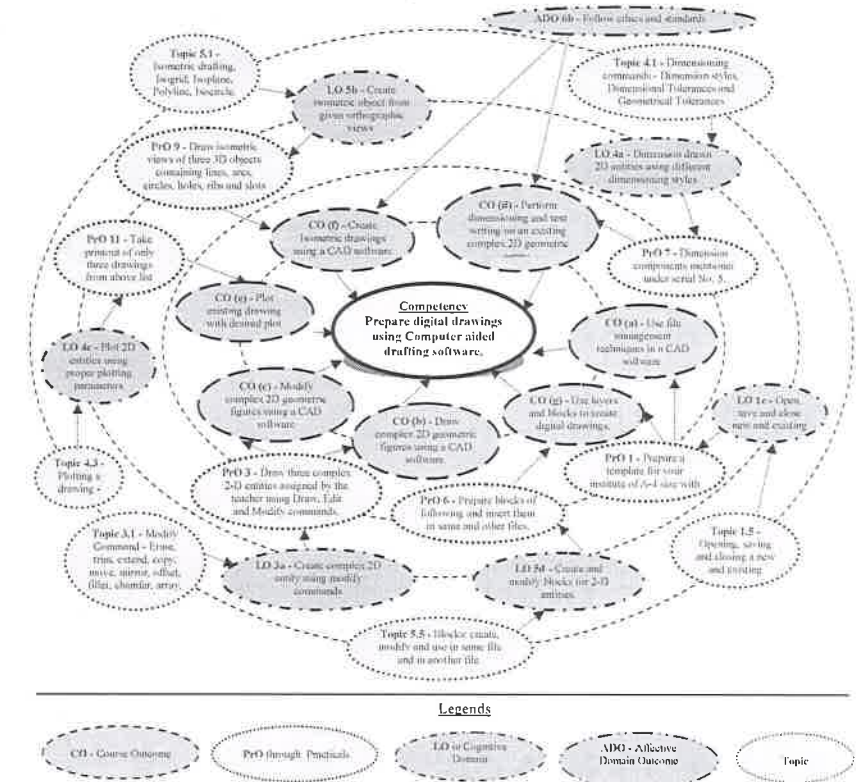 ADO 6b - Follow ethics and standards
Topic 5.1 -
Isometric drafting,
Isogrid, Isoplane,
Polyline, Isocircle.
Topic 4.1 - Dimensioning
commands - Dimension styles,
Dimensional Tolerances and
Geometrical Tolerances
LO 5b - Create
isometric object from
given orthographic
views
PrO 9 - Draw isometric
views of three 3D objects
containing lines, arcs,
circles, holes, ribs and slots
LO 4a - Dimension drawn
2D entities using different
dimensioning styles
CO (f) - Create
Isometric drawings
using a CAD software
CO (d) - Perform
dimensioning and text
writing on an existing
complex 2D geometric
PrO 11 - Take
printout of only
three drawings
from above list
PrO 7 - Dimension
components mentioned
under serial No. 5.
CO (e) - Plot
existing drawing
with desired plot
Competency
Prepare digital drawings
using Computer aided
drafting software.
CO (a) - Use file
management
techniques in a CAD
software
LO 4c - Plot 2D
entities using
proper plotting
parameters
CO (c) - Modify
complex 2D geometric
figures using a CAD
software
CO (b) - Draw
complex 2D geometric
figures using a CAD
software.
CO (g) - Use layers
and blocks to create
digital drawings.
LO 1c - Open,
save and close
new and existing
Topic 4.3 -
Plotting a
drawing -
PrO 3 - Draw three complex
2-D entities assigned by the
teacher using Draw, Edit
and Modify commands.
PrO 6 - Prepare blocks of
following and insert them
in same and other files.
PrO 1 - Prepare a
template for your
institute of A-4 size with
Topic 3.1 - Modify
Command - Erase,
trim, extend, copy,
move, mirror, offset,
fillet, chamfer, array.
LO 3a - Create complex 2D
entity using modify
commands
LO 5d - Create and
modify blocks for 2-D
entities.
Topic 1.5 -
Opening, saving
and closing a new
and existing
Topic 5.5 - Blocks: create,
modify and use in same file
and in another file
Legends
CO - Course Outcome
PrO through Practicals
LO in Cognitive
Domain
ADO - Affective
Domain Outcome
Topic